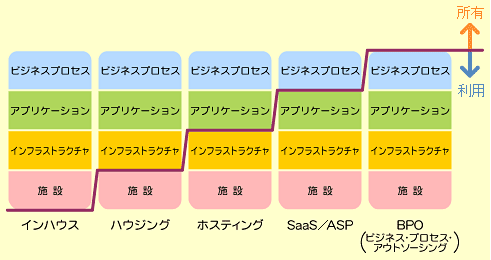 所有
利用
ビジネスプロセス ビジネスプロセス ビジネスプロセス ビジネスプロセス ビジネスプロセス
アプリケーション アプリケーション アプリケーション アプリケーション アプリケーション
インフラストラクチャ インフラストラクチャ インフラストラクチャ インフラストラクチャ インフラストラクチャ
施 設 施 設 施 設 施 設 施 設
インハウス ハウジング ホスティング SaaS／ASP BPO
(ビジネス・プロセス・
アウトソーシング)